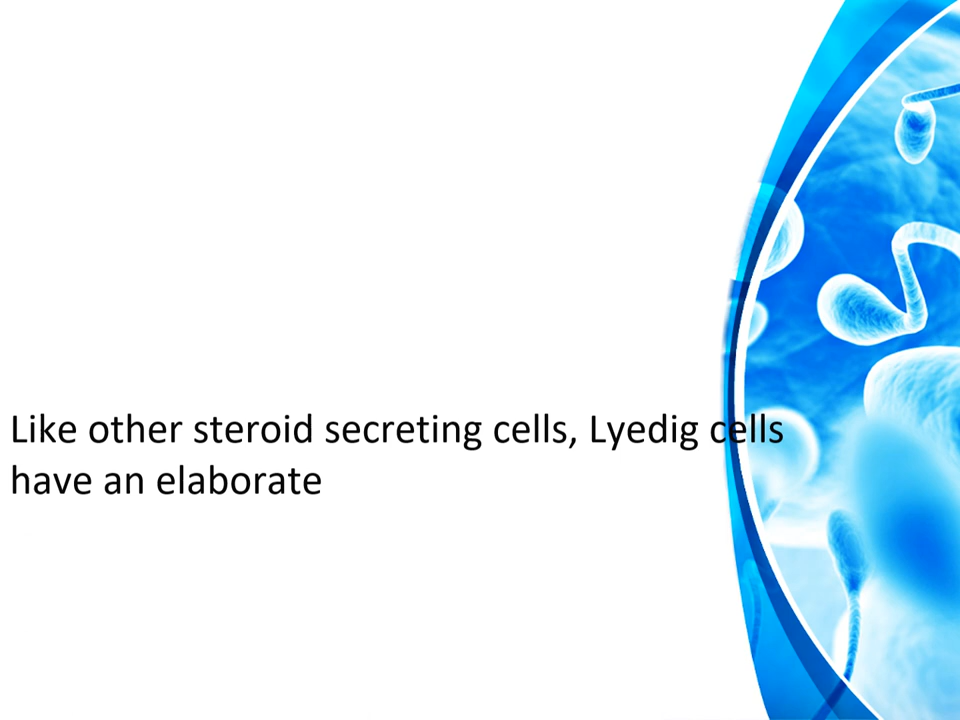 Like other steroid secreting cells, Lyedig cells
have an elaborate